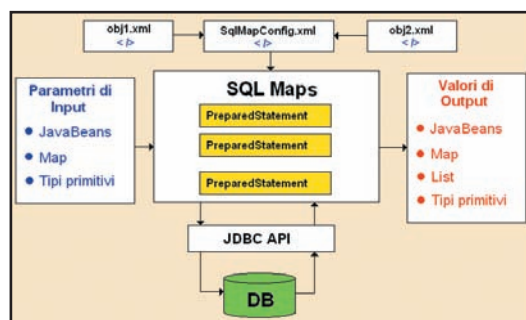 obj1.xml
< />
SqlMapConfig.xml
< />
obj2.xml
< />
Parametri di
Input
JavaBeans
Map
Tipi primitivi
SQL Maps
PreparedStatement
PreparedStatement
PreparedStatement
Valori di
Output
JavaBeans
Map
List
Tipi primitivi
JDBC API
DB